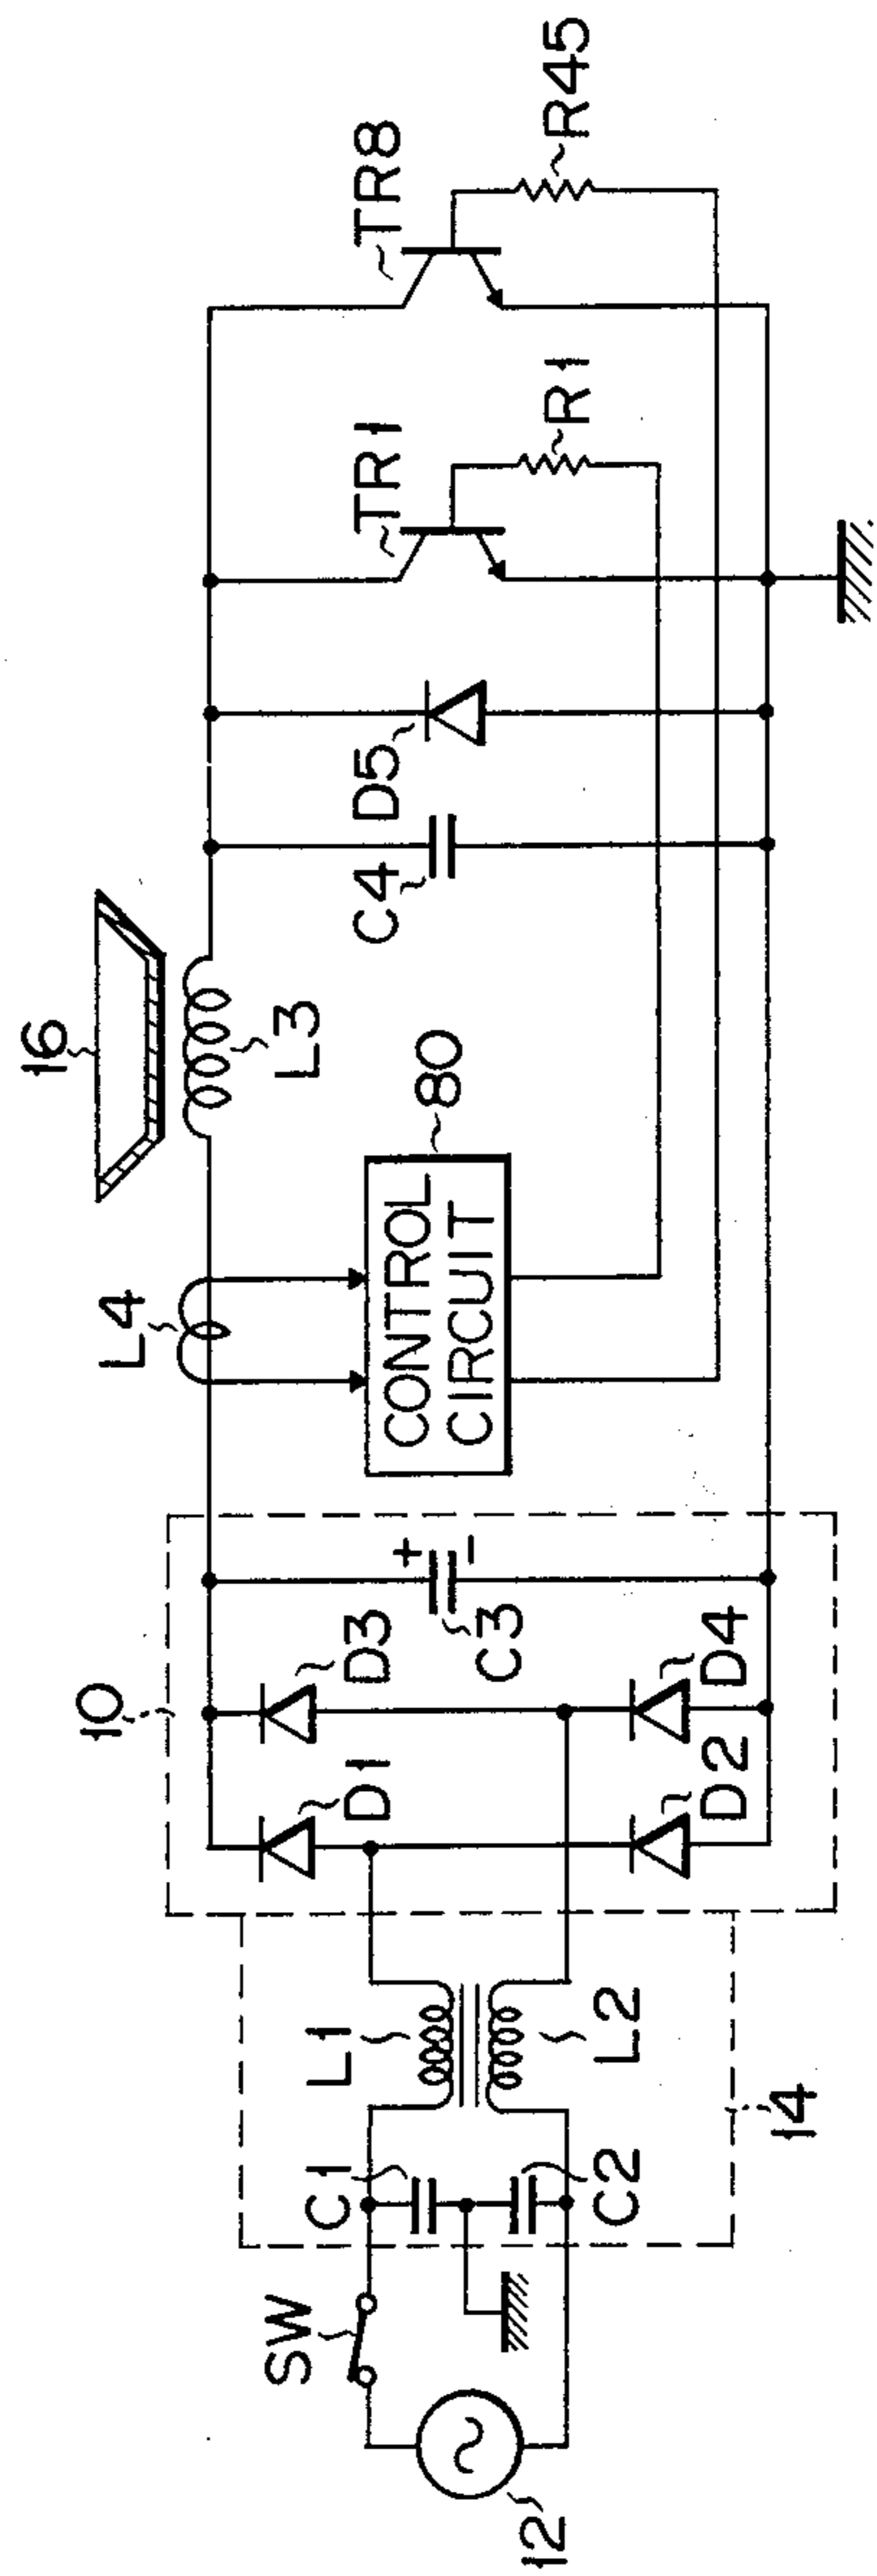 16
L4
L3
TR1
TR8
R1
R45
C4
D5
CONTROL
CIRCUIT
80
10
D1
D3
C3
+
-
D2
D4
SW
C1
C2
L1
L2
12
14